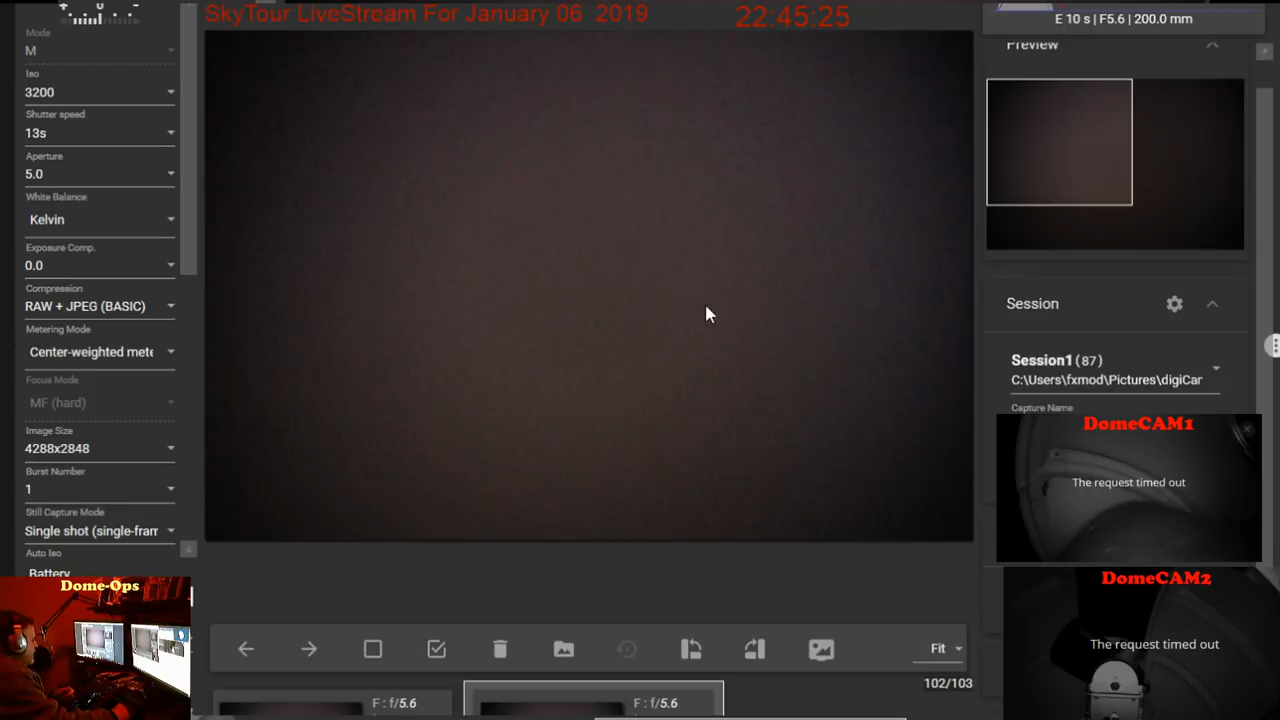 SkyTour LiveStream For January 06 2019
22:45:25
E 10 s | F5.6 | 200.0 mm
Mode
M
Iso
3200
Shutter speed
13s
Aperture
5.0
White Balance
Kelvin
Exposure Comp.
0.0
Compression
RAW + JPEG (BASIC)
Metering Mode
Center-weighted mete
Focus Mode
MF (hard)
Image Size
4288x2848
Burst Number
1
Still Capture Mode
Single shot (single-fram
Auto Iso
Battery
Dome-Ops
Preview
Session
Session1 (87)
C:\Users\fxmod\Pictures\digiCar
Capture Name
DomeCAM1
The request timed out
DomeCAM2
The request timed out
Fit
102/103
F : f/5.6
F : f/5.6